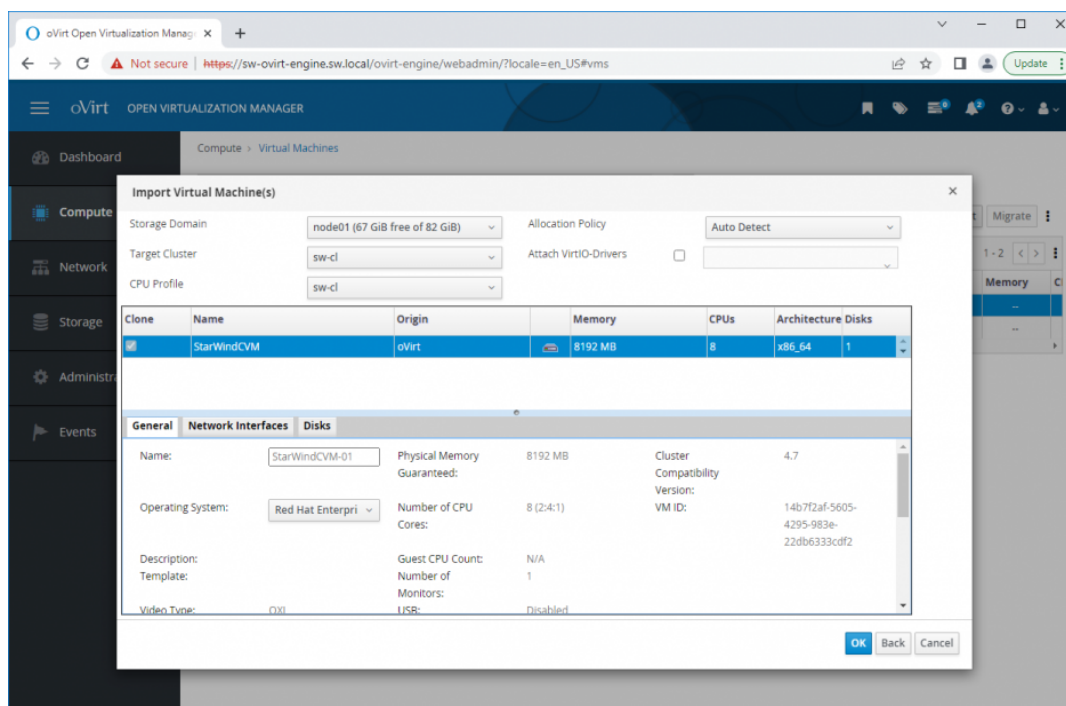 oVirt Open Virtualization Manag
Not secure | https://sw-ovirt-engine.sw.local/ovirt-engine/webadmin/?locale=en_US#vms
Update
oVirt OPEN VIRTUALIZATION MANAGER
0
2
Dashboard
Compute > Virtual Machines
Import Virtual Machine(s)
Compute
Storage Domain
node01 (67 GiB free of 82 GiB)
Allocation Policy
Auto Detect
t Migrate
Target Cluster
sw-cl
Attach VirtIO-Drivers
1 - 2
Network
CPU Profile
sw-cl
Memory C
Clone Name Origin Memory CPUs Architecture Disks
--
Storage
StarWindCVM oVirt 8192 MB 8 x86_64 1
--
Administra
General Network Interfaces Disks
Events
Name: StarWindCVM-01 Physical Memory Guaranteed: 8192 MB Cluster Compatibility Version: 4.7
Operating System: Red Hat Enterpri Number of CPU Cores: 8 (2:4:1) VM ID: 14b7f2af-5605-4295-983e-22db6333cdf2
Description: Guest CPU Count: N/A
Template: Number of Monitors: 1
Video Type: QXL USB: Disabled
OK Back Cancel